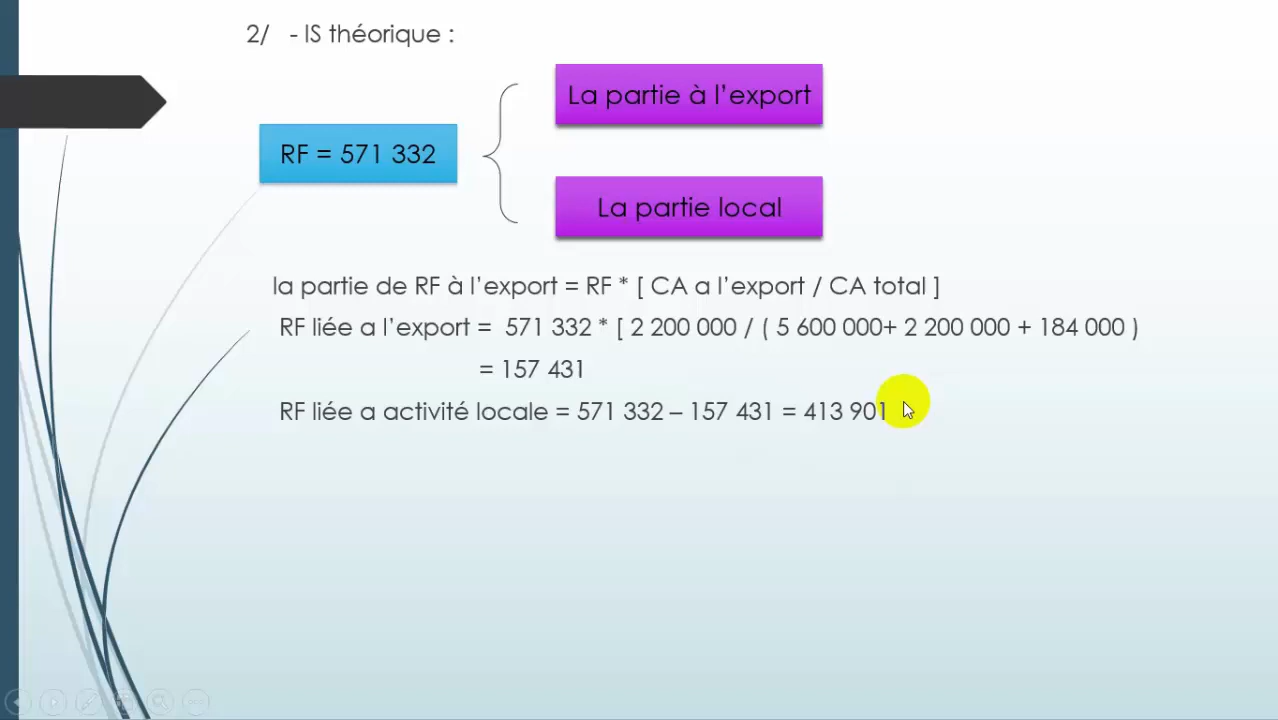 2/ - IS théorique :
La partie à l’export
RF = 571 332
La partie local
la partie de RF à l’export = RF * [ CA a l’export / CA total ]
RF liée a l’export = 571 332 * [ 2 200 000 / ( 5 600 000+ 2 200 000 + 184 000 )
= 157 431
RF liée a activité locale = 571 332 – 157 431 = 413 901